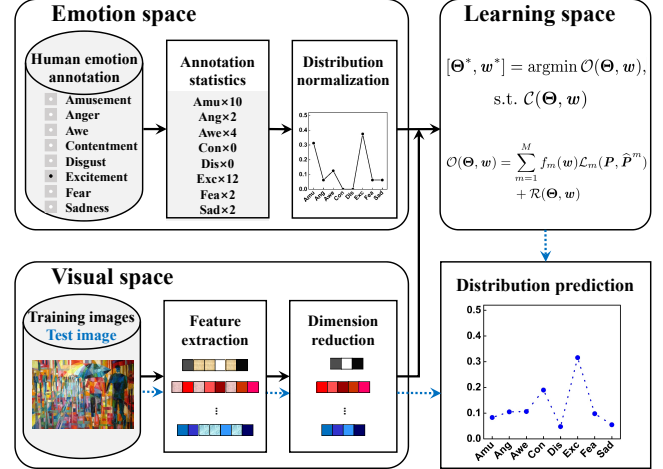 Emotion space
Human emotion
annotation
Amusement
Anger
Awe
Contentment
Disgust
Excitement
Fear
Sadness
Annotation
statistics
Amu×10
Ang×2
Awe×4
Con×0
Dis×0
Exc×12
Fea×2
Sad×2
Distribution
normalization
0.5
0.4
0.3
0.2
0.1
0.0
Amu Ang Awe Con Dis Exc Fea Sad
Learning space
[Θ*, w*] = argmin O(Θ, w),
s.t. C(Θ, w)
O(Θ, w) = ∑_{m=1}^{M} f_m(w)L_m(P, P̂^m)
+ R(Θ, w)
Visual space
Training images
Test image
Feature
extraction
...
Dimension
reduction
...
Distribution prediction
0.5
0.4
0.3
0.2
0.1
0.0
Amu Ang Awe Con Dis Exc Fea Sad